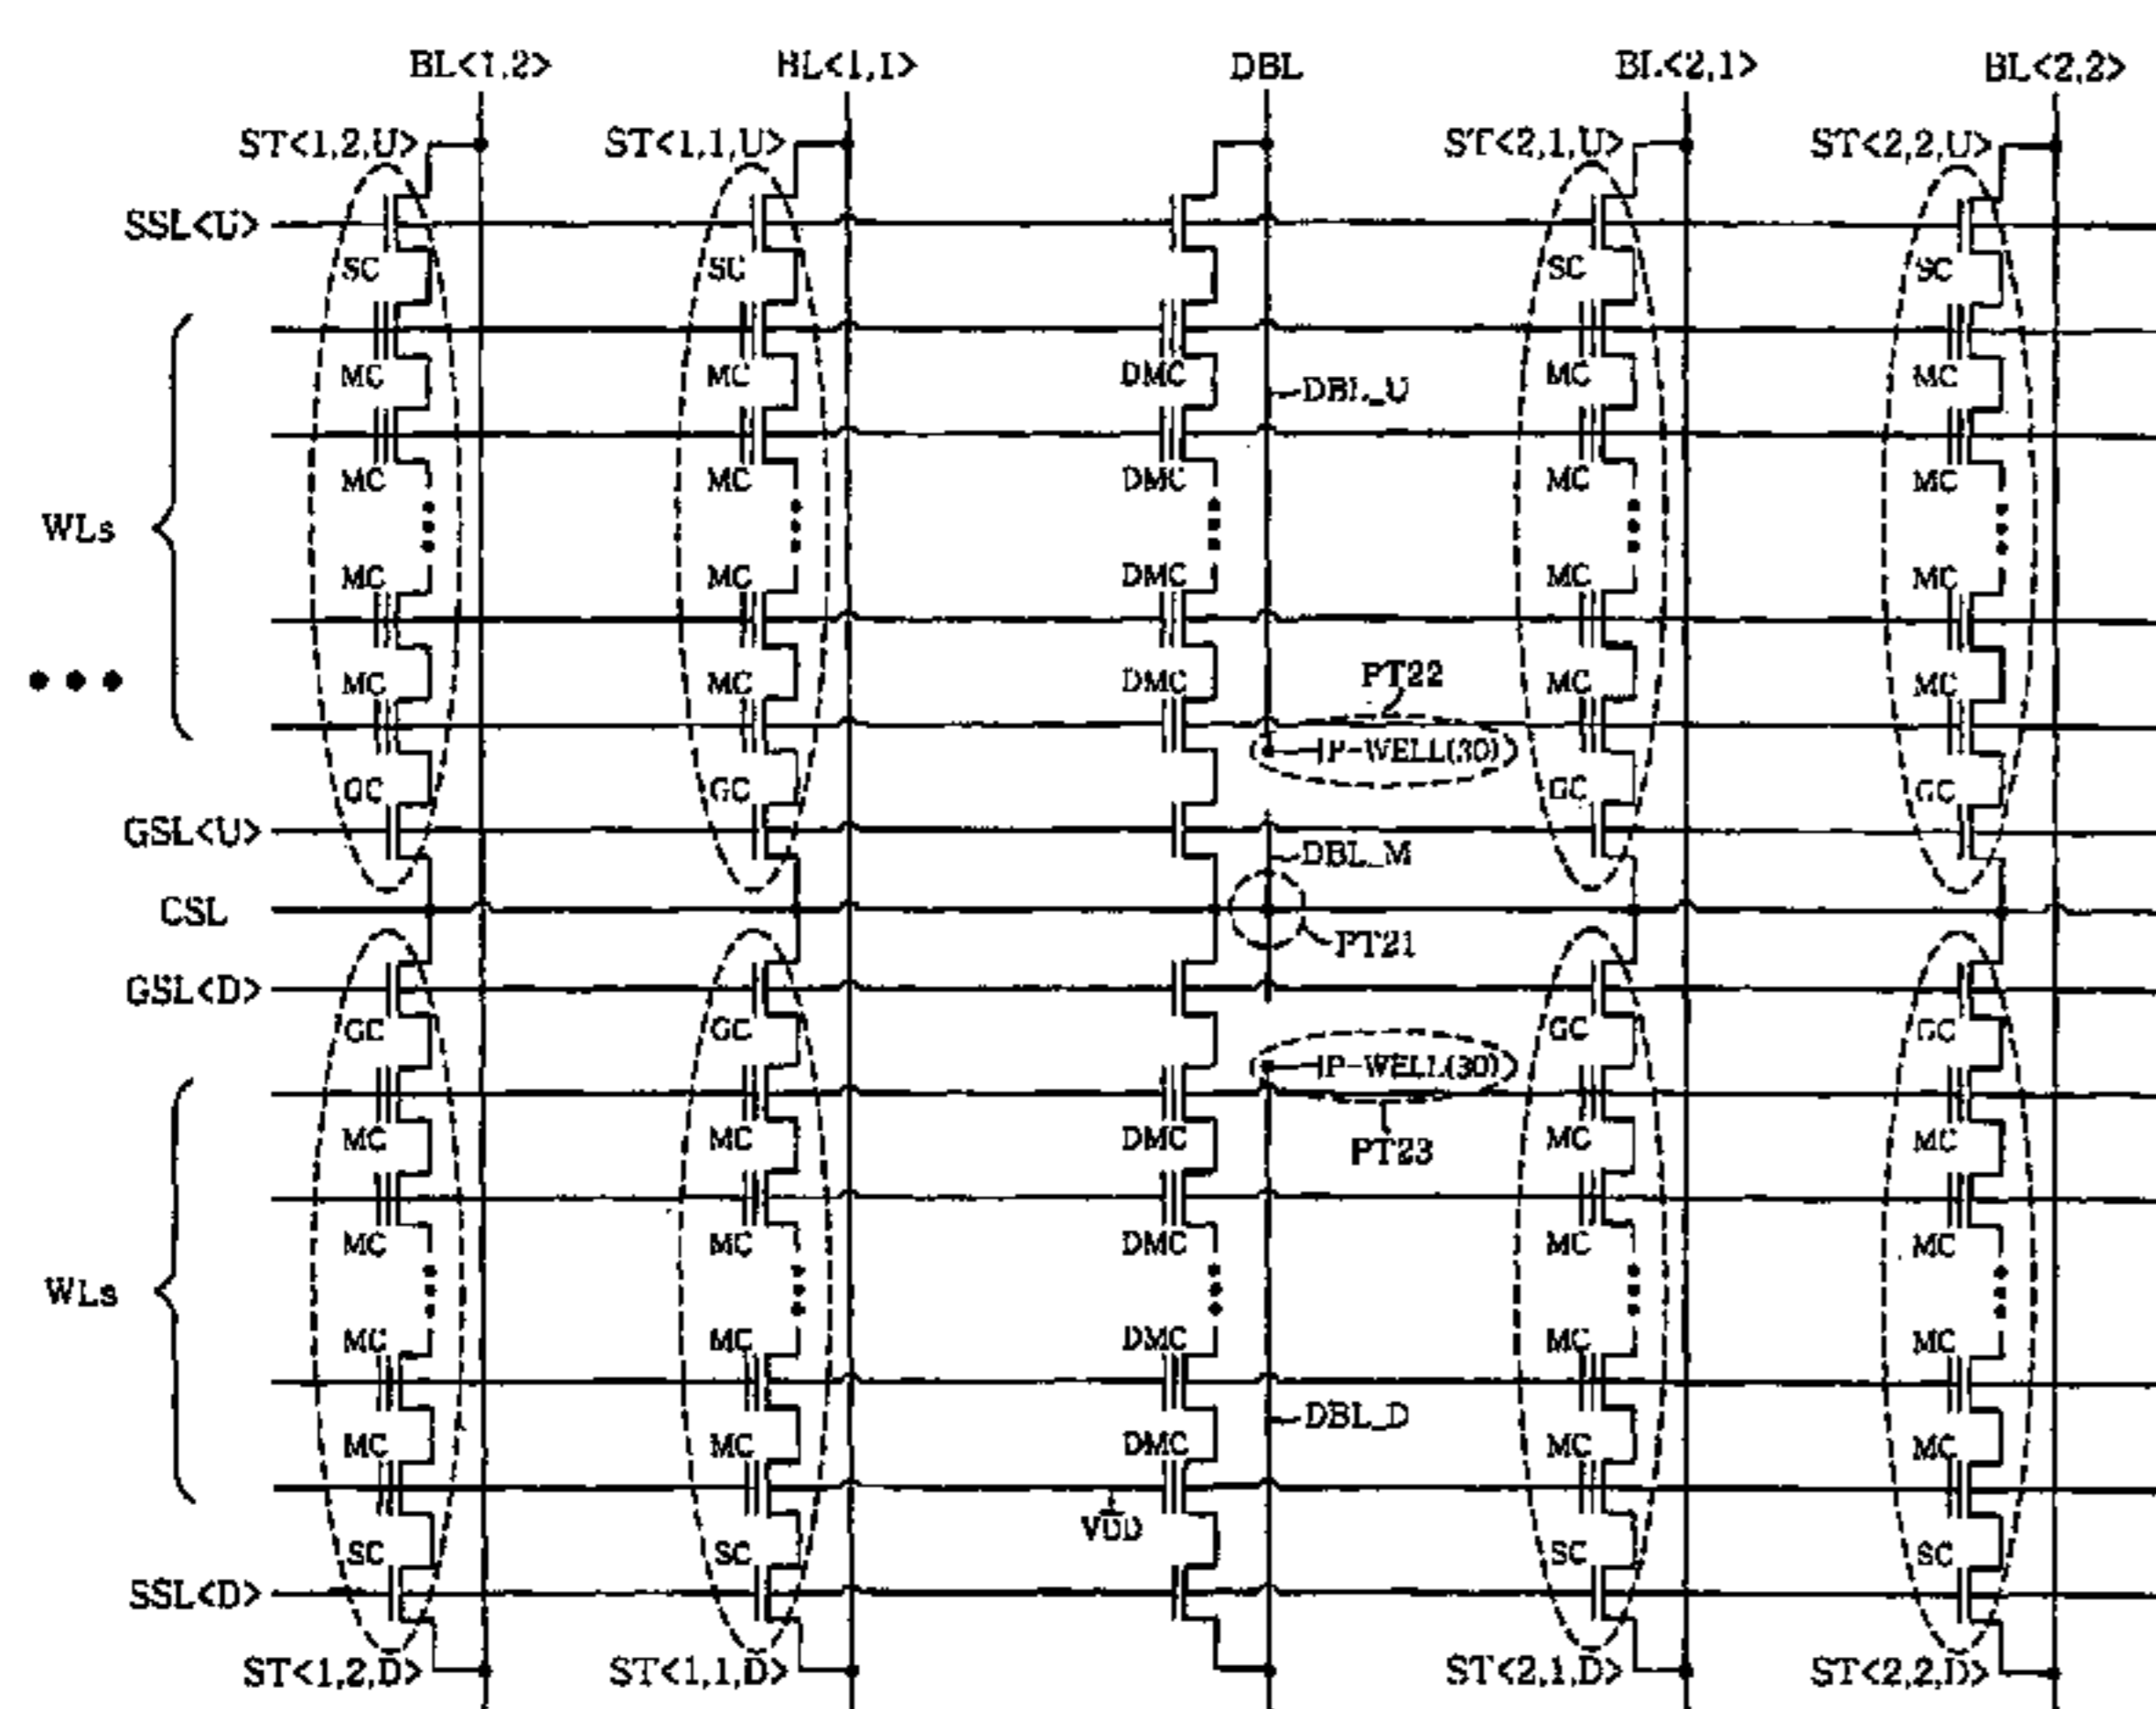 BL<1,2> BL<1,1> DBL BL<2,1> BL<2,2>
ST<1,2,U> ST<1,1,U> ST<2,1,U> ST<2,2,U>
SSL<U>
SC SC SC SC
MC MC DMC MC MC
DBL_U
MC MC DMC MC MC
WLs
MC MC DMC MC MC
PT22
MC MC DMC MC MC
P-WELL(30)
GC GC GC GC
GSL<U>
DBL_M
CSL
PT21
GSL<D>
GC GC GC GC
P-WELL(30)
MC MC DMC MC MC
PT23
MC MC DMC MC MC
WLs
MC MC DMC MC MC
DBL_D
MC MC DMC MC MC
VDD
SC SC SC SC
SSL<D>
ST<1,2,D> ST<1,1,D> ST<2,1,D> ST<2,2,D>